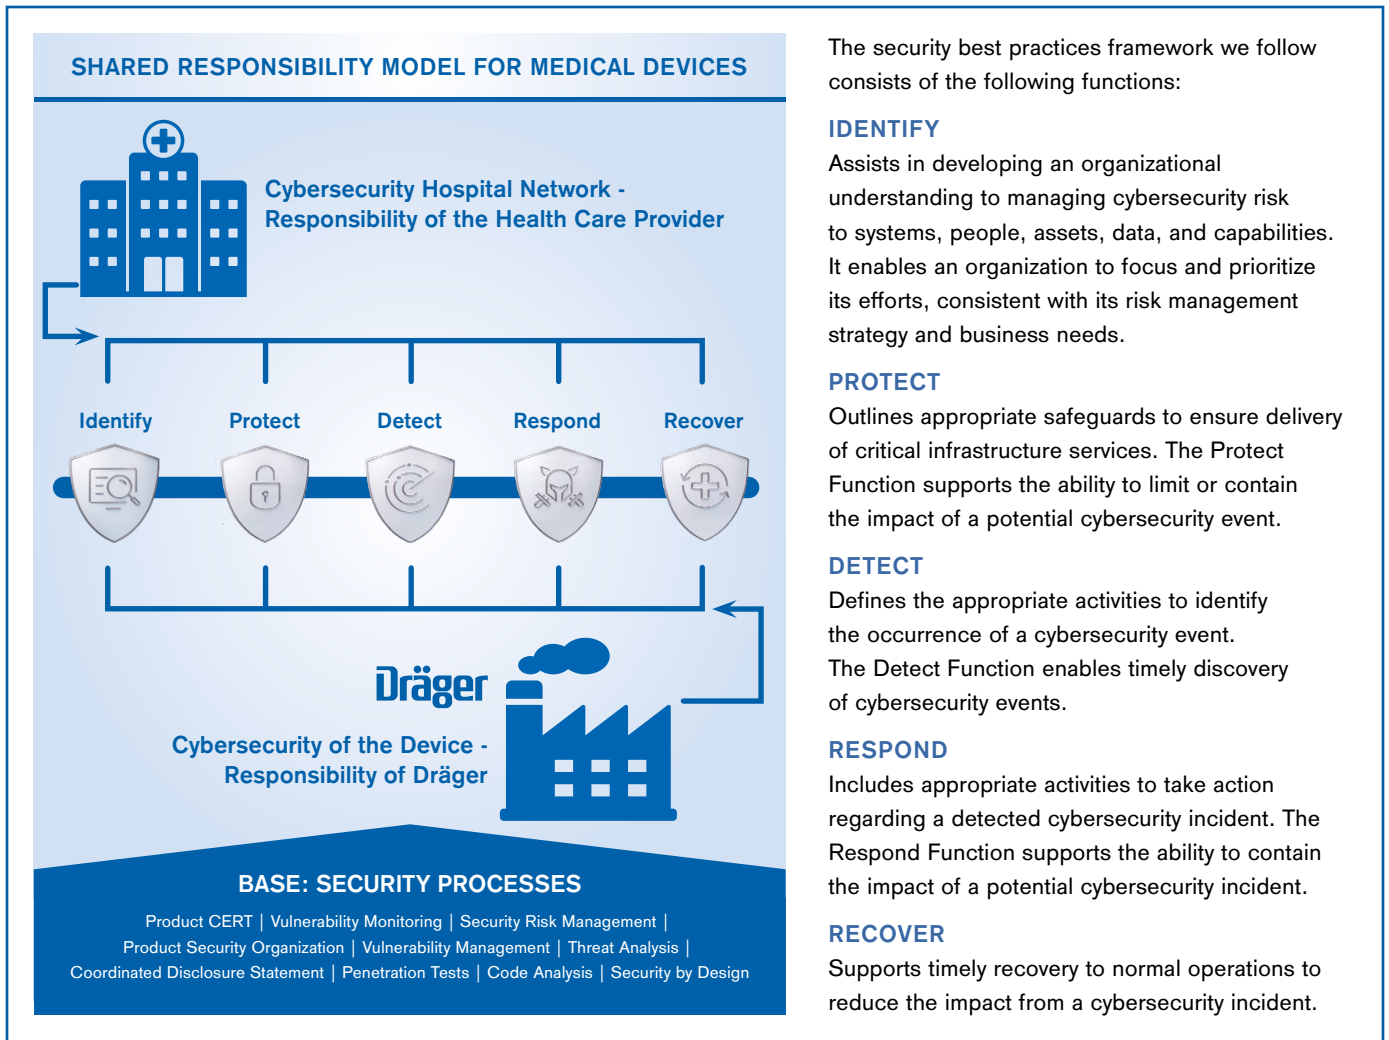 SHARED RESPONSIBILITY MODEL FOR MEDICAL DEVICES
Cybersecurity Hospital Network -
Responsibility of the Health Care Provider
Identify
Protect
Detect
Respond
Recover
Dräger
Cybersecurity of the Device -
Responsibility of Dräger
BASE: SECURITY PROCESSES
Product CERT | Vulnerability Monitoring | Security Risk Management |
Product Security Organization | Vulnerability Management | Threat Analysis |
Coordinated Disclosure Statement | Penetration Tests | Code Analysis | Security by Design
The security best practices framework we follow
consists of the following functions:
IDENTIFY
Assists in developing an organizational
understanding to managing cybersecurity risk
to systems, people, assets, data, and capabilities.
It enables an organization to focus and prioritize
its efforts, consistent with its risk management
strategy and business needs.
PROTECT
Outlines appropriate safeguards to ensure delivery
of critical infrastructure services. The Protect
Function supports the ability to limit or contain
the impact of a potential cybersecurity event.
DETECT
Defines the appropriate activities to identify
the occurrence of a cybersecurity event.
The Detect Function enables timely discovery
of cybersecurity events.
RESPOND
Includes appropriate activities to take action
regarding a detected cybersecurity incident. The
Respond Function supports the ability to contain
the impact of a potential cybersecurity incident.
RECOVER
Supports timely recovery to normal operations to
reduce the impact from a cybersecurity incident.